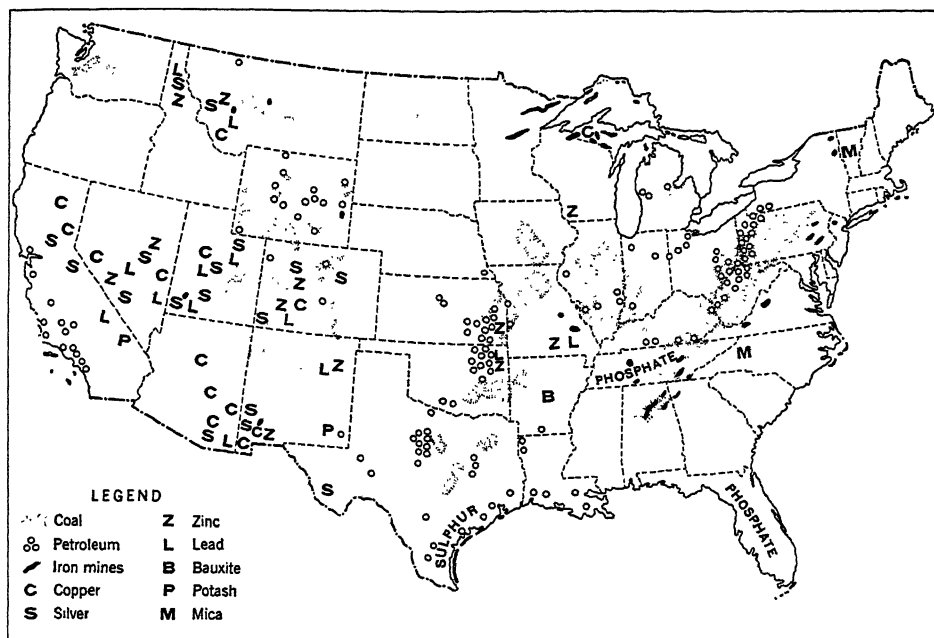 L
S
S
Z
S Z
L
C
C
M
Z
C
C
S
S
C
Z
S
L
Z
C
S
L
C
L
S
S
L
S
L
S
S
Z
Z C
S L
S
L
P
Z
L
Z
Z L
PHOSPHATE
M
B
C
C
C
C
S
L
C
S
S
C Z
L Z
P
S
SULPHUR
PHOSPHATE
LEGEND
Coal
Petroleum
Iron mines
C Copper
S Silver
Z Zinc
L Lead
B Bauxite
P Potash
M Mica